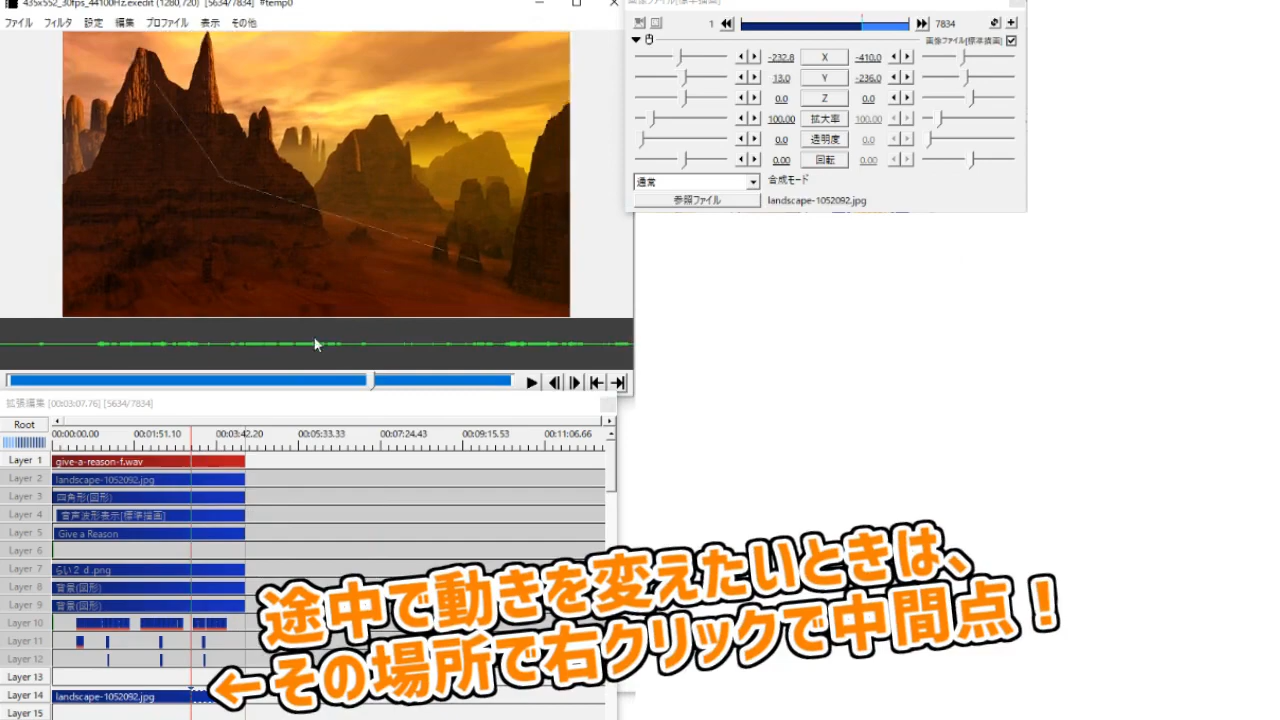 435x552_30fps_44100Hz.exedit (1280,720) [5634/7834] #temp0
ファイル フィルタ 設定 編集 プロファイル 表示 その他
1 7834
画像ファイル[標準描画]
-232.8 X -410.0
13.0 Y -236.0
0.0 Z 0.0
100.00 拡大率 100.00
0.0 透明度 0.0
0.00 回転 0.00
通常 合成モード
参照ファイル landscape-1052092.jpg
拡張編集 [00:03:07.76] [5634/7834]
Root
00:00:00.00 00:01:51.10 00:03:42.20 00:05:33.33 00:07:24.43 00:09:15.53 00:11:06.66
Layer 1 give-a-reason-f.wav
Layer 2 landscape-1052092.jpg
Layer 3 四角形(図形)
Layer 4 音声波形表示[標準描画]
Layer 5 Give a Reason
Layer 6
Layer 7 らい２ｄ.png
Layer 8 背景(図形)
Layer 9 背景(図形)
Layer 10
Layer 11
Layer 12
Layer 13
Layer 14 landscape-1052092.jpg
Layer 15
途中で動きを変えたいときは、
←その場所で右クリックで中間点！